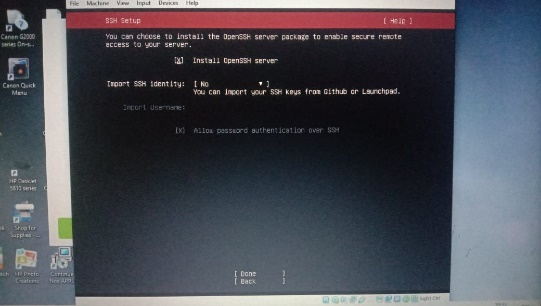 File Machine View Input Devices Help
SSH Setup [ Help ]
You can choose to install the OpenSSH server package to enable secure remote
access to your server.
[X] Install OpenSSH server
Import SSH identity: [ No ▾ ]
You can import your SSH keys from Github or Launchpad.
Import Username:
[X] Allow password authentication over SSH
[ Done ]
[ Back ]
Right Ctrl
Canon G2000
series On-s...
Canon Quick
Menu
HP Deskjet
series
Shop for
Supplies -...
HP Photo
Creations
Continue